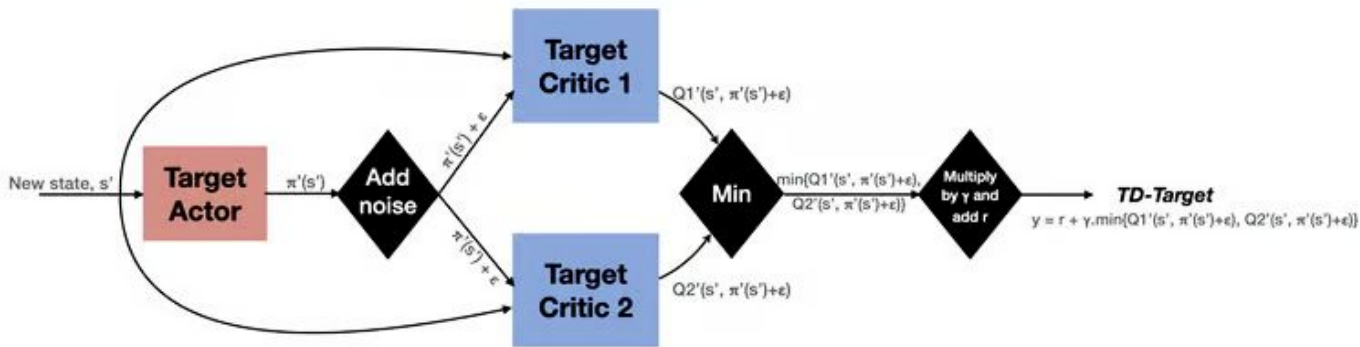 New state, s'
Target
Actor
π'(s')
Add
noise
π'(s') + ε
π'(s') + ε
Target
Critic 1
Target
Critic 2
Q1'(s', π'(s')+ε)
Q2'(s', π'(s')+ε)
Min
min{Q1'(s', π'(s')+ε),
Q2'(s', π'(s')+ε)}
Multiply
by γ and
add r
TD-Target
y = r + γ.min{Q1'(s', π'(s')+ε), Q2'(s', π'(s')+ε)}